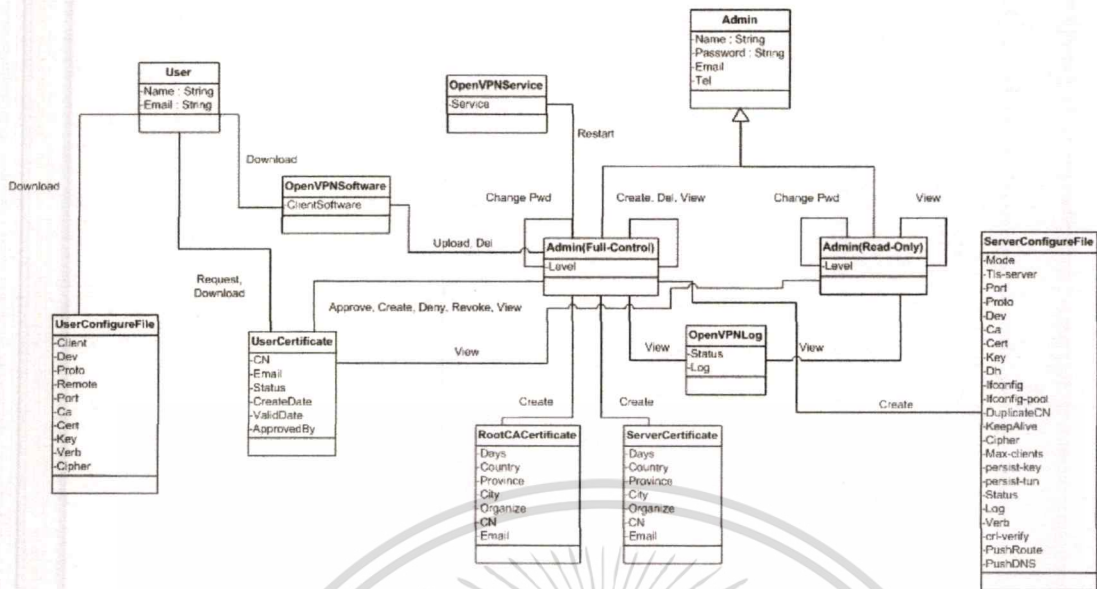 Admin
-Name : String
-Password : String
-Email
-Tel
User
-Name : String
-Email : String
OpenVPNService
-Service
Restart
Download
Download
OpenVPNSoftware
-ClientSoftware
Change Pwd
Create, Del, View
Change Pwd
View
Upload, Del
Admin(Full-Control)
-Level
Admin(Read-Only)
-Level
ServerConfigureFile
-Mode
-Tls-server
-Port
-Proto
-Dev
-Ca
-Cert
-Key
-Dh
-Ifconfig
-Ifconfig-pool
-DuplicateCN
-KeepAlive
-Cipher
-Max-clients
-persist-key
-persist-tun
-Status
-Log
-Verb
-crl-verify
-PushRoute
-PushDNS
Request,
Download
Approve, Create, Deny, Revoke, View
UserConfigureFile
-Client
-Dev
-Proto
-Remote
-Port
-Ca
-Cert
-Key
-Verb
-Cipher
UserCertificate
-CN
-Email
-Status
-CreateDate
-ValidDate
-ApprovedBy
View
View
OpenVPNLog
-Status
-Log
View
Create
Create
Create
RootCACertificate
-Days
-Country
-Province
-City
-Organize
-CN
-Email
ServerCertificate
-Days
-Country
-Province
-City
-Organize
-CN
-Email